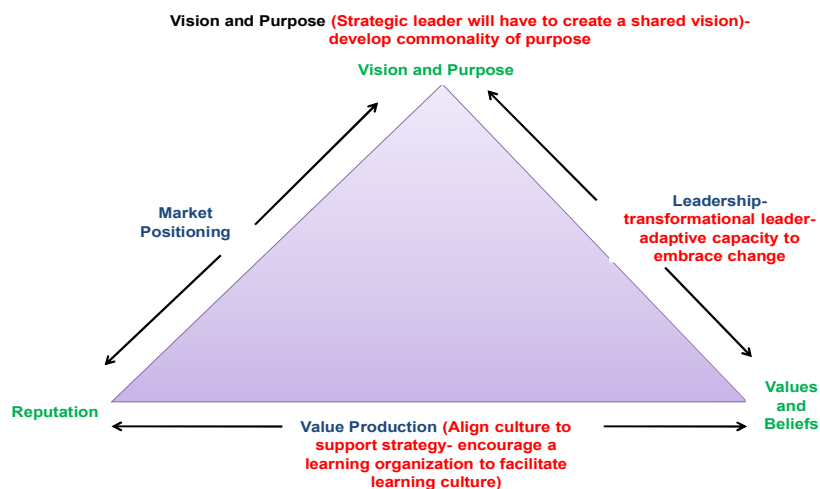 Vision and Purpose (Strategic leader will have to create a shared vision)-
develop commonality of purpose
Vision and Purpose
Market
Positioning
Leadership-
transformational leader-
adaptive capacity to
embrace change
Reputation
Values
and
Beliefs
Value Production (Align culture to
support strategy- encourage a
learning organization to facilitate
learning culture)